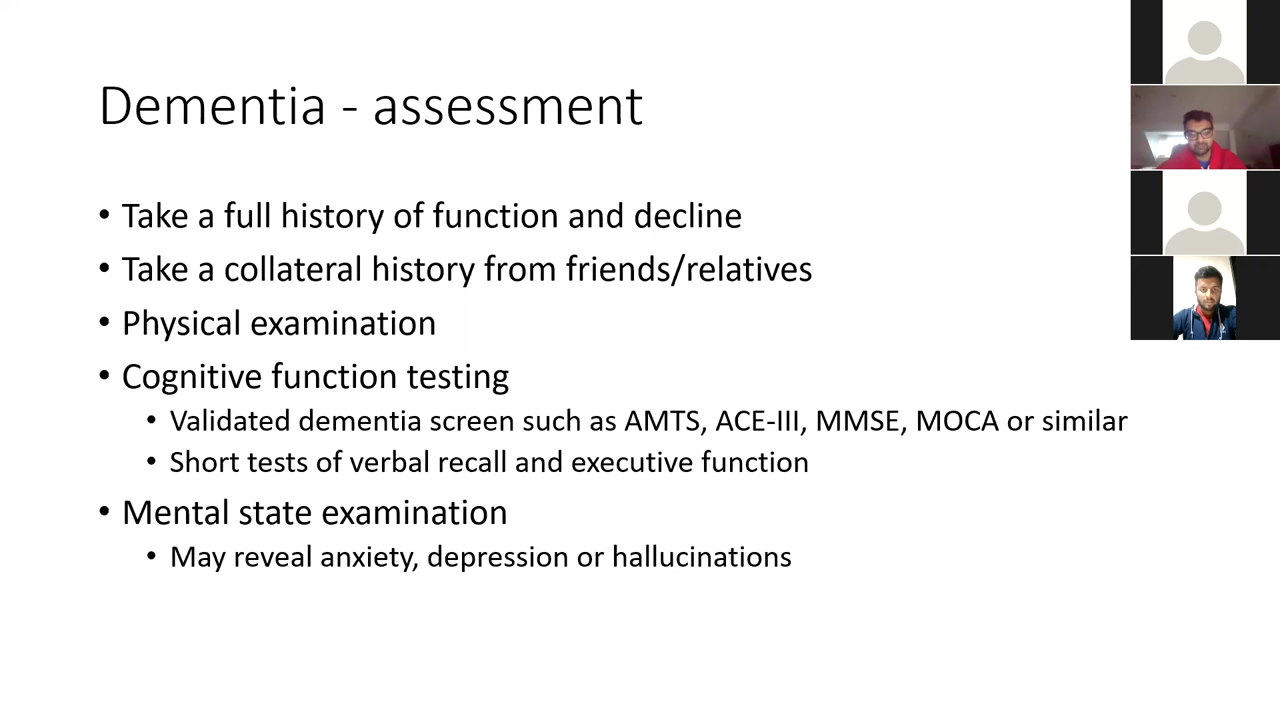 Dementia - assessment
• Take a full history of function and decline
• Take a collateral history from friends/relatives
• Physical examination
• Cognitive function testing
• Validated dementia screen such as AMTS, ACE-III, MMSE, MOCA or similar
• Short tests of verbal recall and executive function
• Mental state examination
• May reveal anxiety, depression or hallucinations